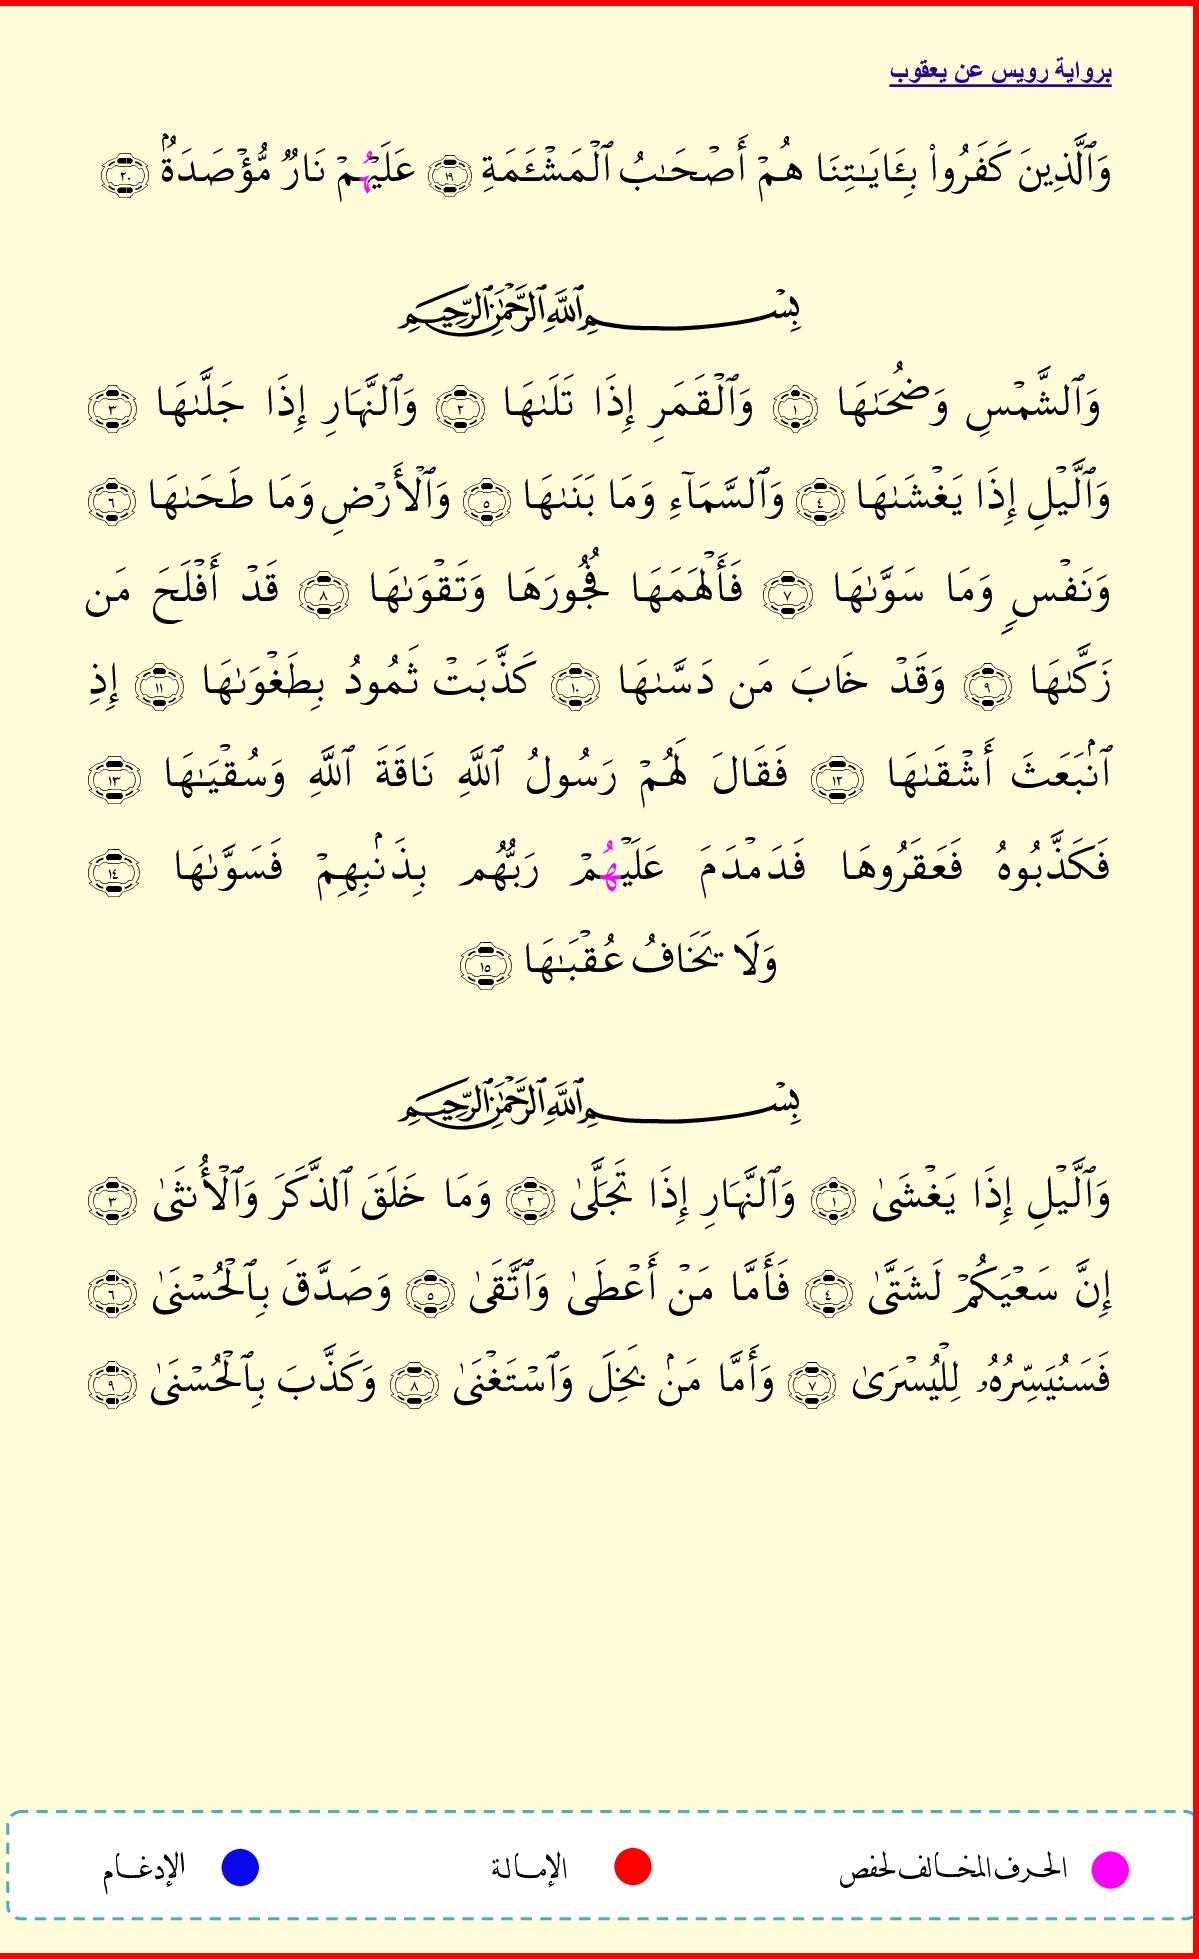 برواية رويس عن يعقوب
وَٱلَّذِينَ كَفَرُوا۟ بِـَٔايَـٰتِنَا هُمْ أَصْحَـٰبُ ٱلْمَشْـَٔمَةِ ١٩ عَلَيْهُمْ نَارٌ مُّؤْصَدَةٌۢ ٢٠
بِسْمِ ٱللَّهِ ٱلرَّحْمَـٰنِ ٱلرَّحِيمِ
وَٱلشَّمْسِ وَضُحَىٰهَا ١ وَٱلْقَمَرِ إِذَا تَلَىٰهَا ٢ وَٱلنَّهَارِ إِذَا جَلَّىٰهَا ٣
وَٱلَّيْلِ إِذَا يَغْشَىٰهَا ٤ وَٱلسَّمَآءِ وَمَا بَنَىٰهَا ٥ وَٱلْأَرْضِ وَمَا طَحَىٰهَا ٦
وَنَفْسٍ وَمَا سَوَّىٰهَا ٧ فَأَلْهَمَهَا فُجُورَهَا وَتَقْوَىٰهَا ٨ قَدْ أَفْلَحَ مَن
زَكَّىٰهَا ٩ وَقَدْ خَابَ مَن دَسَّىٰهَا ١٠ كَذَّبَتْ ثَمُودُ بِطَغْوَىٰهَا ١١ إِذِ
ٱنۢبَعَثَ أَشْقَىٰهَا ١٢ فَقَالَ لَهُمْ رَسُولُ ٱللَّهِ نَاقَةَ ٱللَّهِ وَسُقْيَـٰهَا ١٣
فَكَذَّبُوهُ فَعَقَرُوهَا فَدَمْدَمَ عَلَيْهُمْ رَبُّهُم بِذَنۢبِهِمْ فَسَوَّىٰهَا ١٤
وَلَا يَخَافُ عُقْبَـٰهَا ١٥
بِسْمِ ٱللَّهِ ٱلرَّحْمَـٰنِ ٱلرَّحِيمِ
وَٱلَّيْلِ إِذَا يَغْشَىٰ ١ وَٱلنَّهَارِ إِذَا تَجَلَّىٰ ٢ وَمَا خَلَقَ ٱلذَّكَرَ وَٱلْأُنثَىٰ ٣
إِنَّ سَعْيَكُمْ لَشَتَّىٰ ٤ فَأَمَّا مَنْ أَعْطَىٰ وَٱتَّقَىٰ ٥ وَصَدَّقَ بِٱلْحُسْنَىٰ ٦
فَسَنُيَسِّرُهُۥ لِلْيُسْرَىٰ ٧ وَأَمَّا مَنۢ بَخِلَ وَٱسْتَغْنَىٰ ٨ وَكَذَّبَ بِٱلْحُسْنَىٰ ٩
الحرف المخالف لحفص الإمالة الإدغام